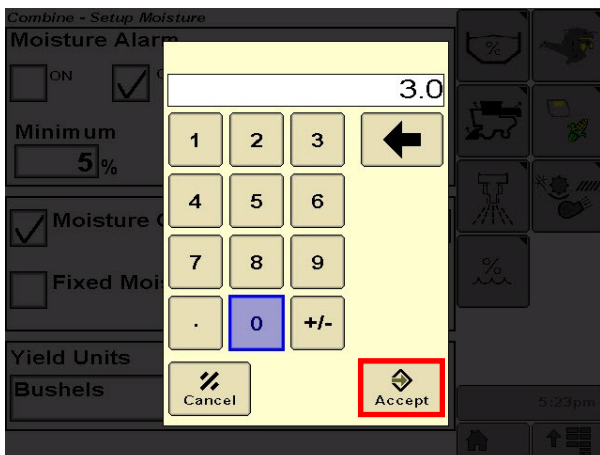 Combine - Setup Moisture
Moisture Alarm
ON
Minimum
5 %
Moisture
Fixed
Yield Units
Bushels
3.0
1 2 3
4 5 6
7 8 9
. 0 +/-
Cancel
Accept
%
%
5:23pm